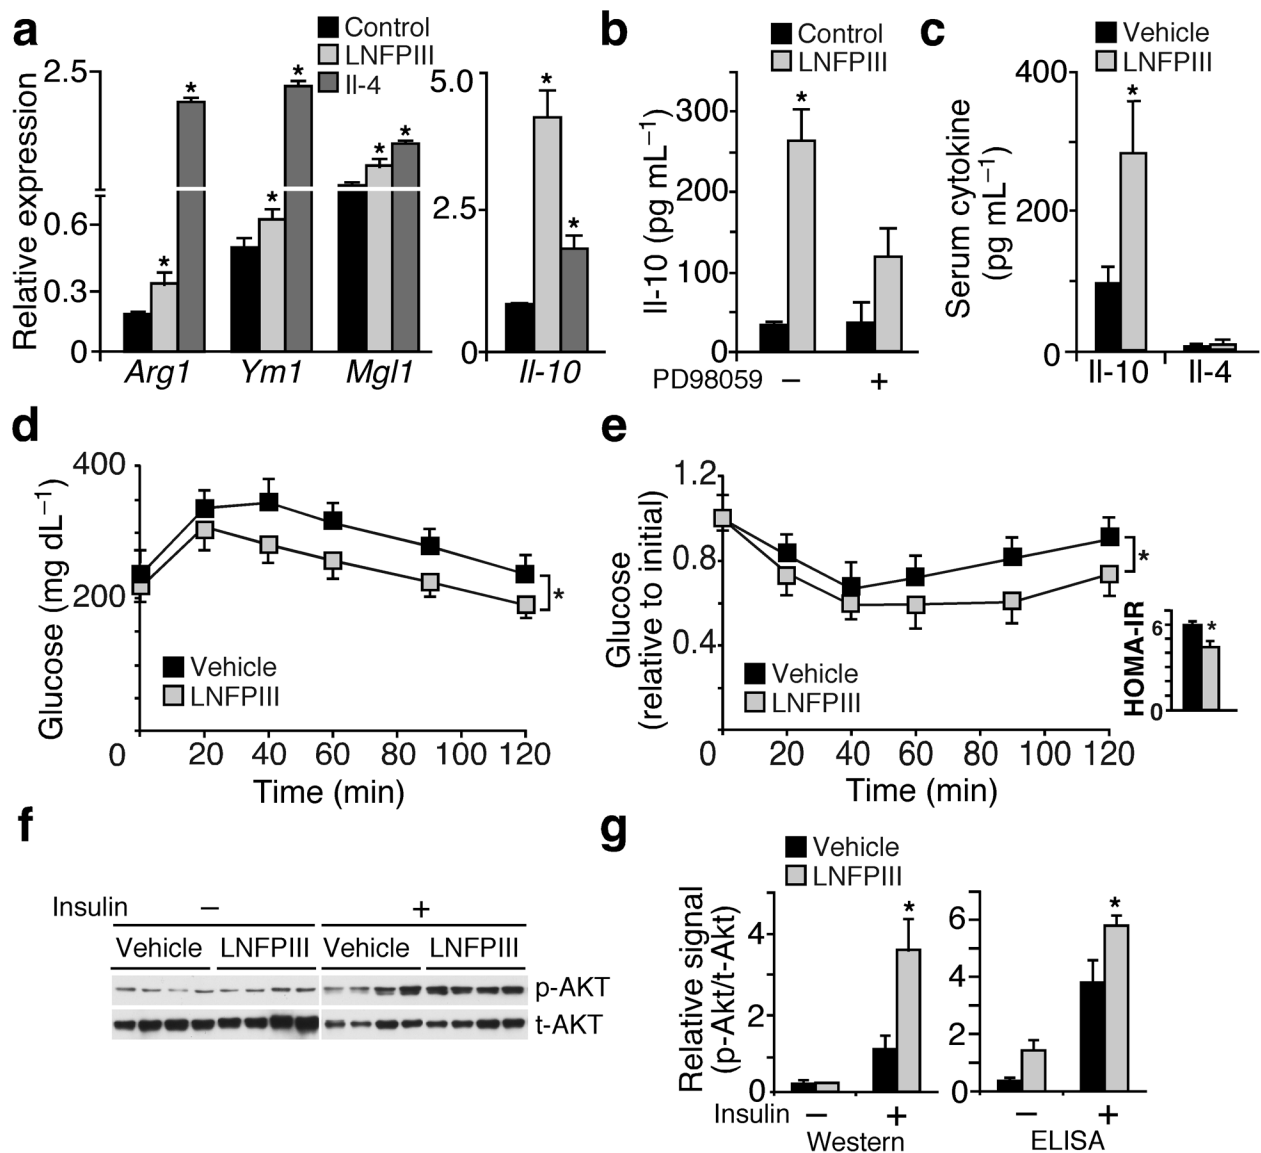 a
Control
LNFPIII
Il-4
Relative expression
2.5
0.6
0.3
0
Arg1 Ym1 Mgl1
5.0
2.5
0
Il-10
* * * * * * * *
b
Control
LNFPIII
Il-10 (pg mL–1)
300
200
100
0
*
PD98059 – +
c
Vehicle
LNFPIII
Serum cytokine
(pg mL–1)
400
200
0
*
Il-10 Il-4
d
Glucose (mg dL–1)
400
200
*
Vehicle
LNFPIII
0 20 40 60 80 100 120
Time (min)
e
Glucose
(relative to initial)
1.2
0.8
0.4
*
Vehicle
LNFPIII
0 20 40 60 80 100 120
Time (min)
HOMA-IR
6
0
*
f
Insulin – +
Vehicle LNFPIII Vehicle LNFPIII
p-AKT
t-AKT
g
Vehicle
LNFPIII
Relative signal
(p-Akt/t-Akt)
4
2
0
*
6
4
2
0
*
Insulin – + – +
Western ELISA